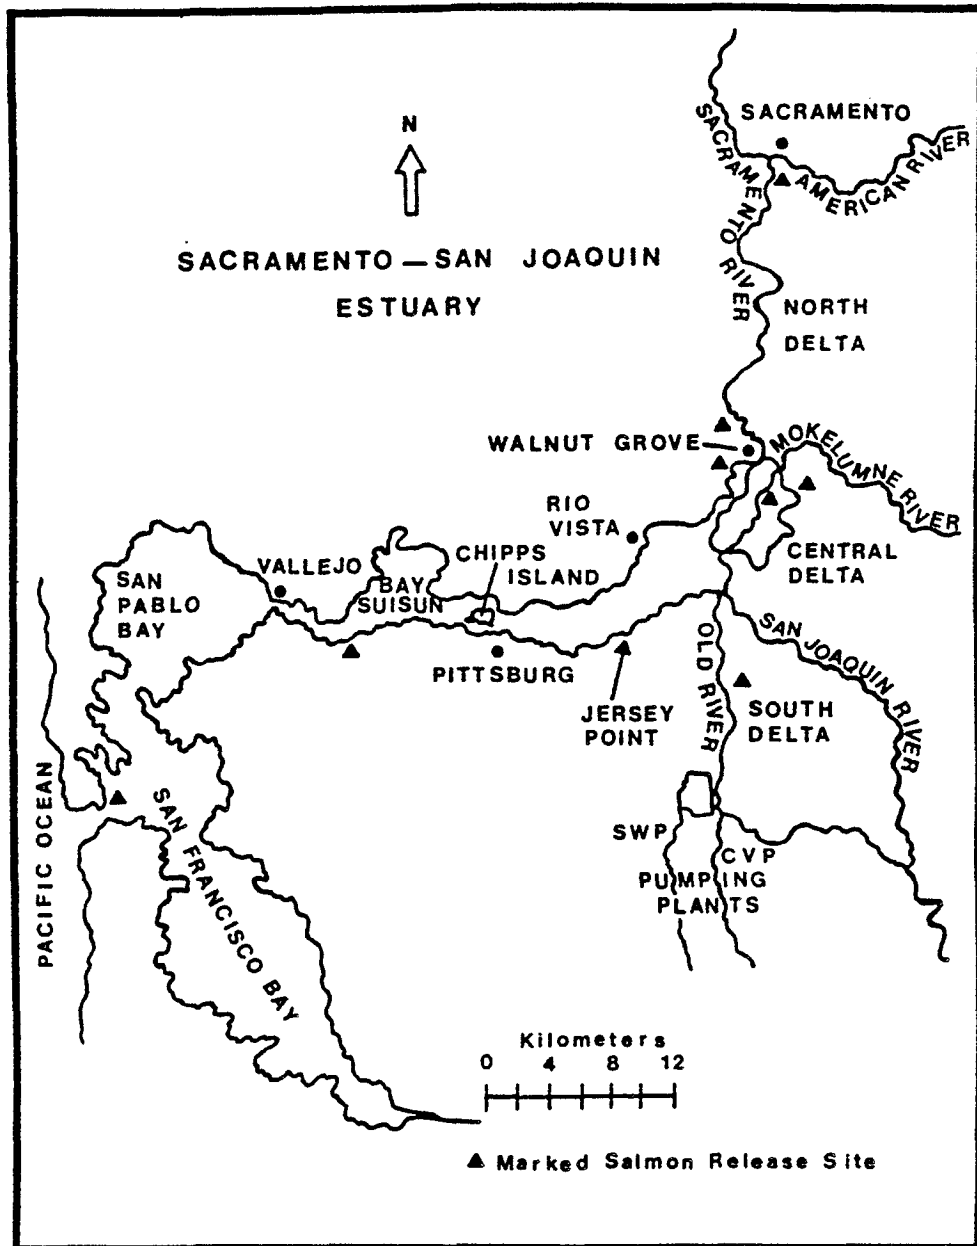 N
SACRAMENTO — SAN JOAQUIN
ESTUARY
SACRAMENTO
AMERICAN RIVER
SACRAMENTO RIVER
NORTH
DELTA
WALNUT GROVE
MOKELUMNE RIVER
RIO
VISTA
CENTRAL
DELTA
CHIPPS
ISLAND
VALLEJO
BAY
SUISUN
SAN
PABLO
BAY
PITTSBURG
JERSEY
POINT
OLD RIVER
SAN JOAQUIN RIVER
SOUTH
DELTA
PACIFIC OCEAN
SAN FRANCISCO BAY
SWP
CVP
PUMPING
PLANTS
Kilometers
0 4 8 12
▲ Marked Salmon Release Site